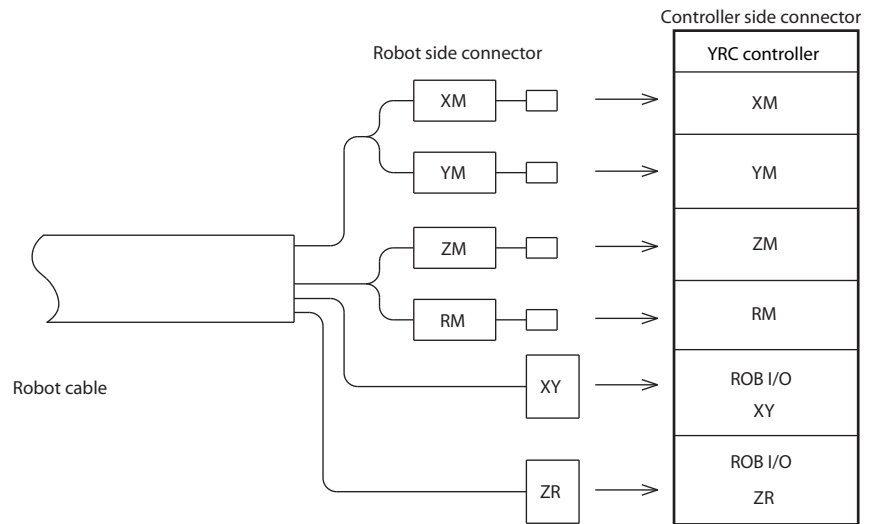 Controller side connector
Robot side connector
YRC controller
XM
XM
YM
YM
ZM
ZM
RM
RM
XY
ROB I/O
XY
Robot cable
ZR
ROB I/O
ZR